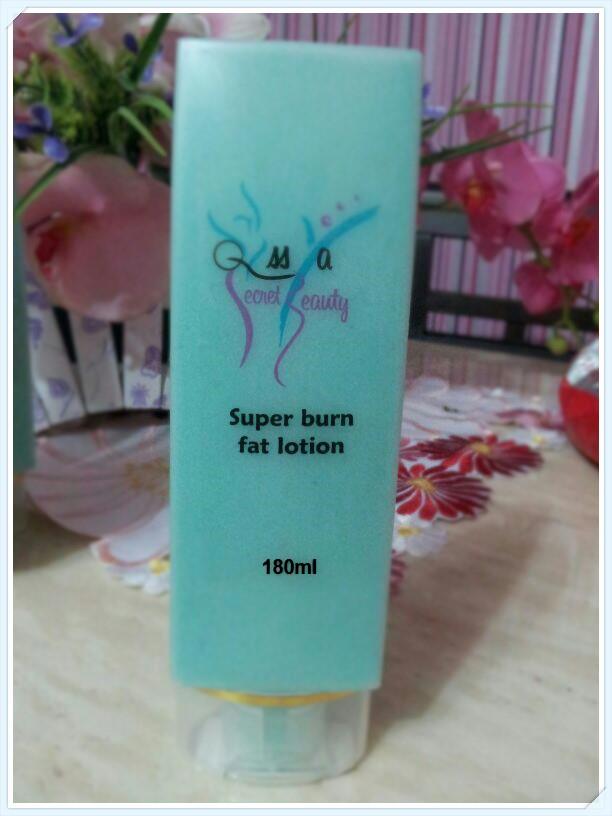 Qssya
Secret Beauty
Super burn
fat lotion
180ml